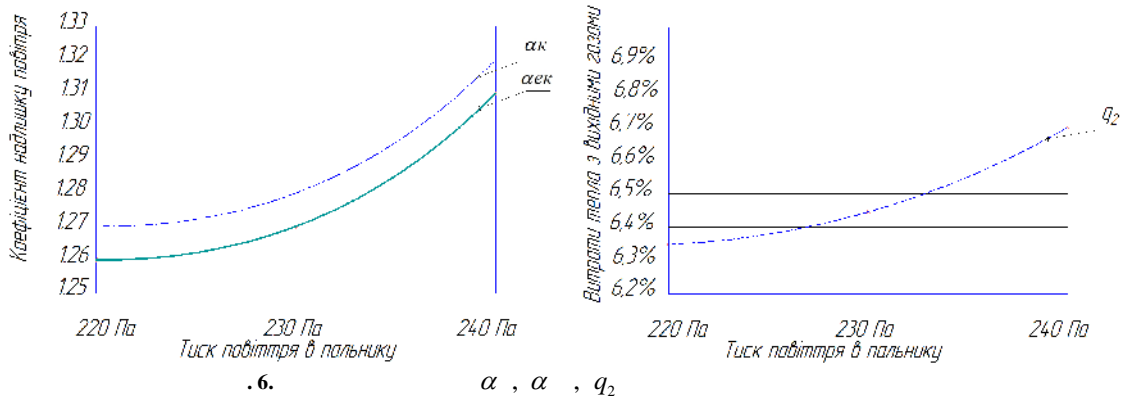 Коефіцієнт надлишку повітря
1.33
1.32
1.31
1.30
1.29
1.28
1.27
1.26
1.25
αк
αек
220 Па
230 Па
240 Па
Тиск повіттря в пальнику
Витрати тепла з вихідними газами
6,9%
6,8%
6,7%
6,6%
6,5%
6,4%
6,3%
6,2%
q2
220 Па
230 Па
240 Па
Тиск повіттря в пальнику
. 6. α , α , q2